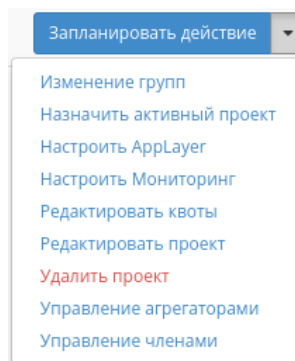 Запланировать действие
Изменение групп
Назначить активный проект
Настроить AppLayer
Настроить Мониторинг
Редактировать квоты
Редактировать проект
Удалить проект
Управление агрегаторами
Управление членами